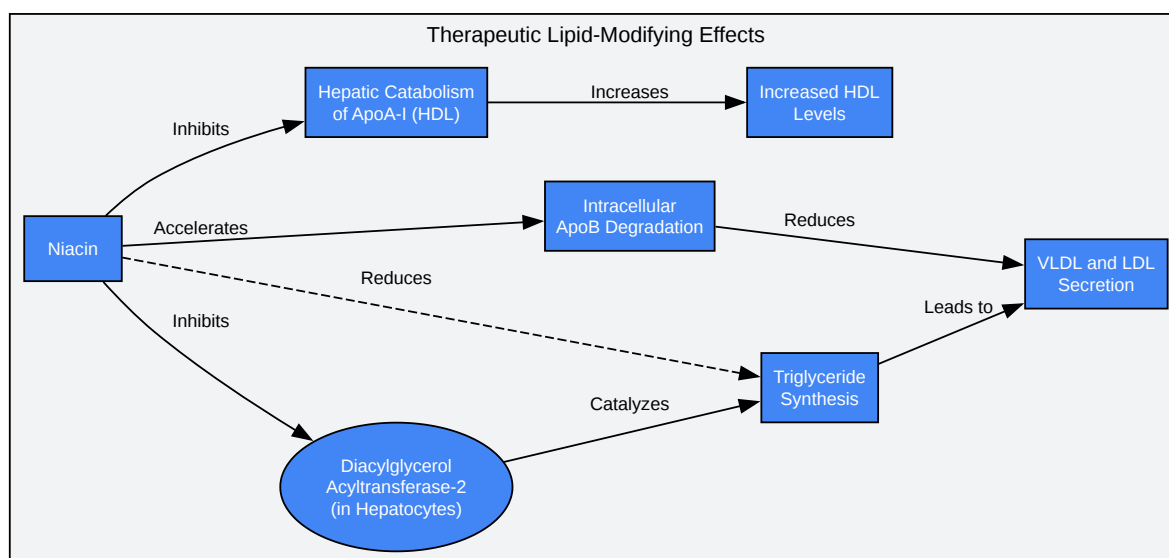 Therapeutic Lipid-Modifying Effects
Hepatic Catabolism
of ApoA-I (HDL)
Increases
Increased HDL
Levels
Inhibits
Intracellular
ApoB Degradation
Niacin
Accelerates
Reduces
Reduces
VLDL and LDL
Secretion
Inhibits
Leads to
Triglyceride
Synthesis
Catalyzes
Diacylglycerol
Acyltransferase-2
(in Hepatocytes)